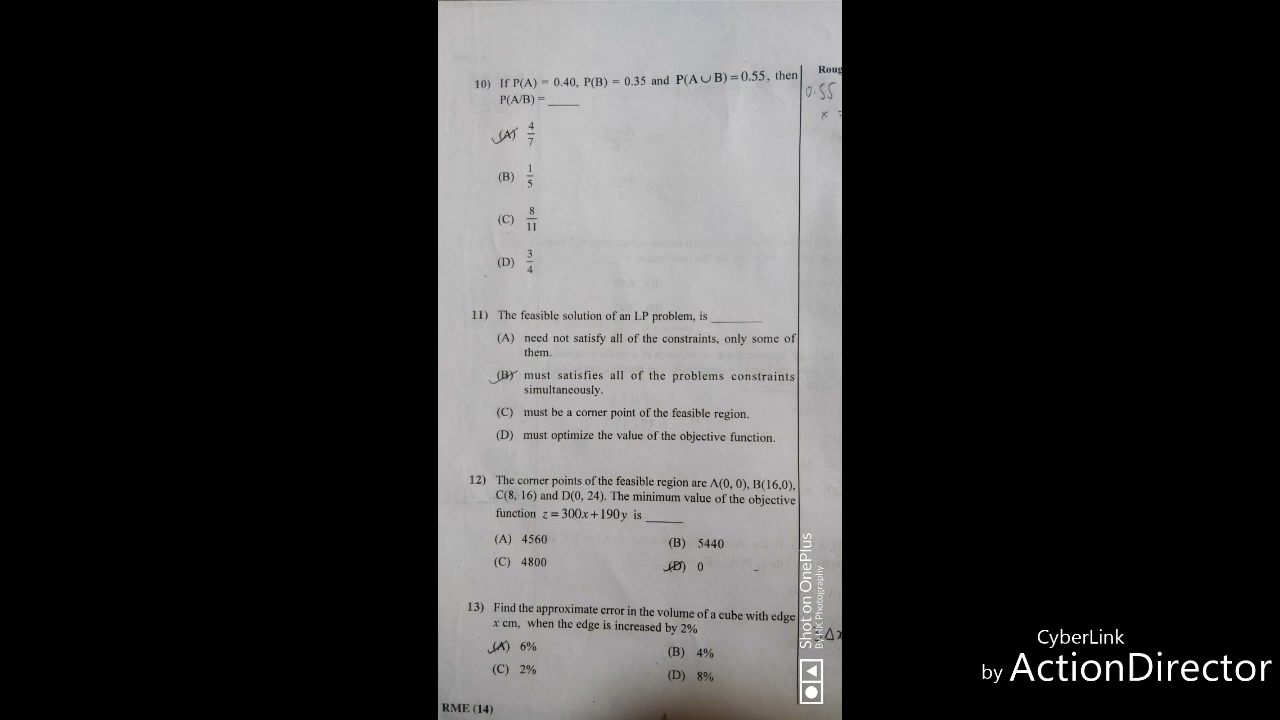 10) If P(A) = 0.40, P(B) = 0.35 and P(A ∪ B) = 0.55, then
P(A/B) = _____
(A) 4/7
(B) 1/5
(C) 8/11
(D) 3/4
11) The feasible solution of an LP problem, is ________
(A) need not satisfy all of the constraints, only some of
them.
(B) must satisfies all of the problems constraints
simultaneously.
(C) must be a corner point of the feasible region.
(D) must optimize the value of the objective function.
12) The corner points of the feasible region are A(0, 0), B(16,0),
C(8, 16) and D(0, 24). The minimum value of the objective
function z = 300x + 190y is ______
(A) 4560
(B) 5440
(C) 4800
(D) 0
13) Find the approximate error in the volume of a cube with edge
x cm, when the edge is increased by 2%
(A) 6%
(B) 4%
(C) 2%
(D) 8%
RME (14)
Roug
0.55
x =
Δx
Shot on OnePlus
By HK Photography
CyberLink
by ActionDirector